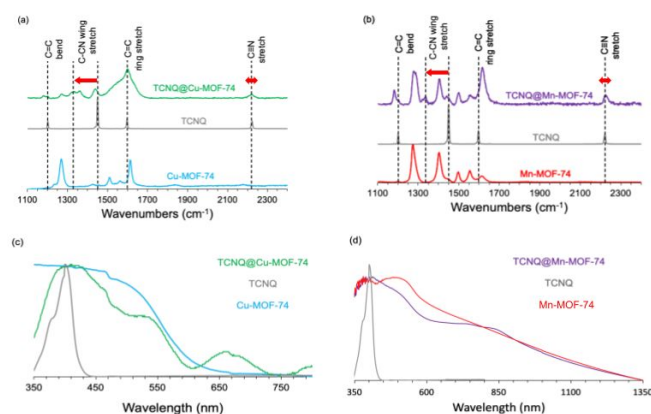 (a)
C=C
bend
C-CN wing
stretch
C=C
ring stretch
C≡N
stretch
TCNQ@Cu-MOF-74
TCNQ
Cu-MOF-74
1100 1400 1600 1900 2100 2400
Wavenumbers (cm-1)
(b)
C=C
bend
C-CN wing
stretch
C=C
ring stretch
C≡N
stretch
TCNQ@Mn-MOF-74
TCNQ
Mn-MOF-74
1100 1300 1500 1700 1900 2100 2300
Wavenumbers (cm-1)
(c)
TCNQ@Cu-MOF-74
TCNQ
Cu-MOF-74
350 450 550 650 750
Wavelength (nm)
(d)
TCNQ@Mn-MOF-74
TCNQ
Mn-MOF-74
350 600 850 1100 1350
Wavelength (nm)